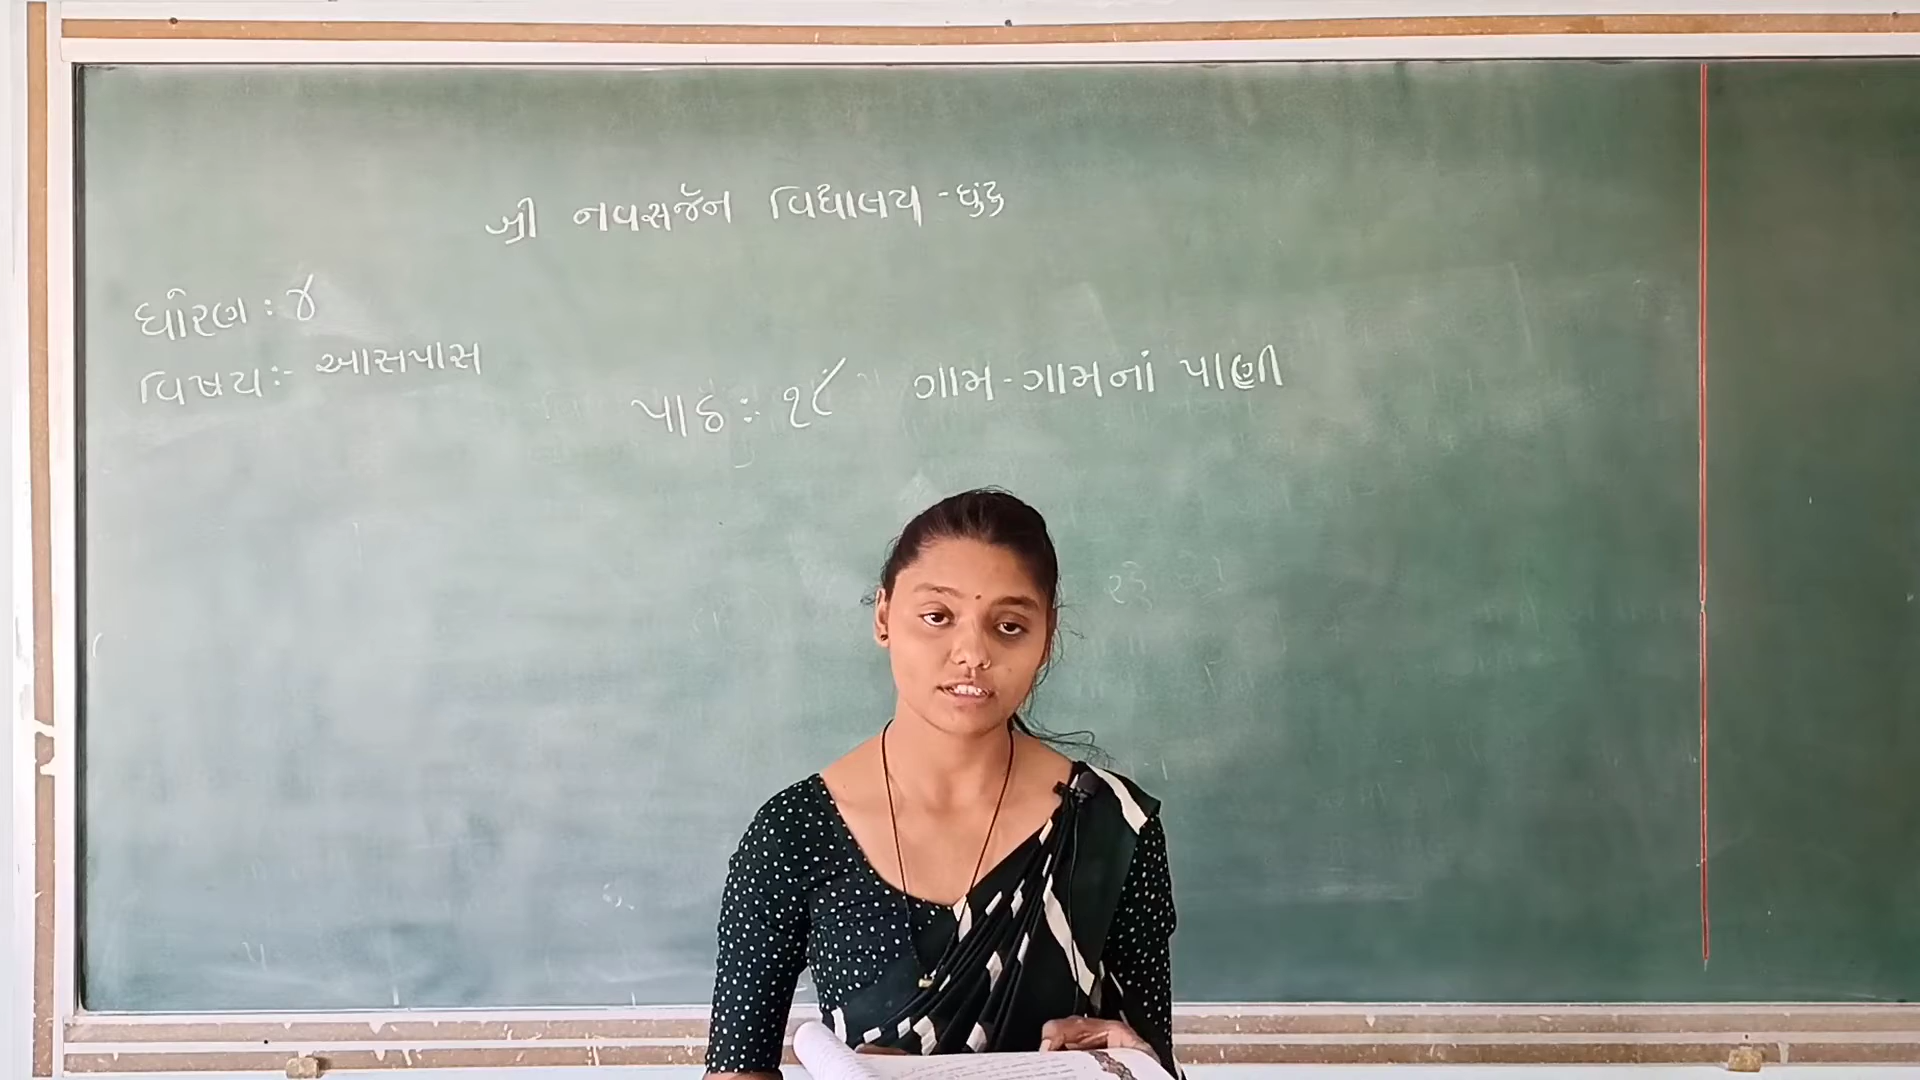 શ્રી નવસર્જન વિદ્યાલય - ઘુંટુ
ધોરણ : ૪
વિષય :- આસપાસ
પાઠ : ૧૮ ગામ - ગામનાં પાણી